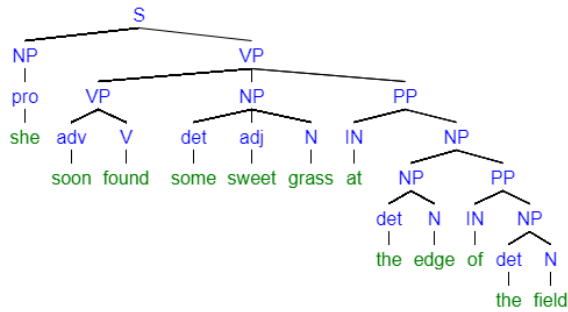 S
NP VP
pro VP NP PP
she adv V det adj N IN NP
soon found some sweet grass at NP PP
det N IN NP
the edge of det N
the field